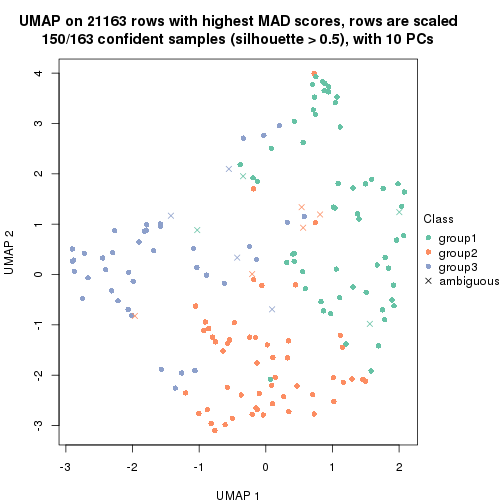 UMAP on 21163 rows with highest MAD scores, rows are scaled
150/163 confident samples (silhouette > 0.5), with 10 PCs
4
3
2
1
0
-1
-2
-3
UMAP 2
-3
-2
-1
0
1
2
UMAP 1
Class
group1
group2
group3
ambiguous